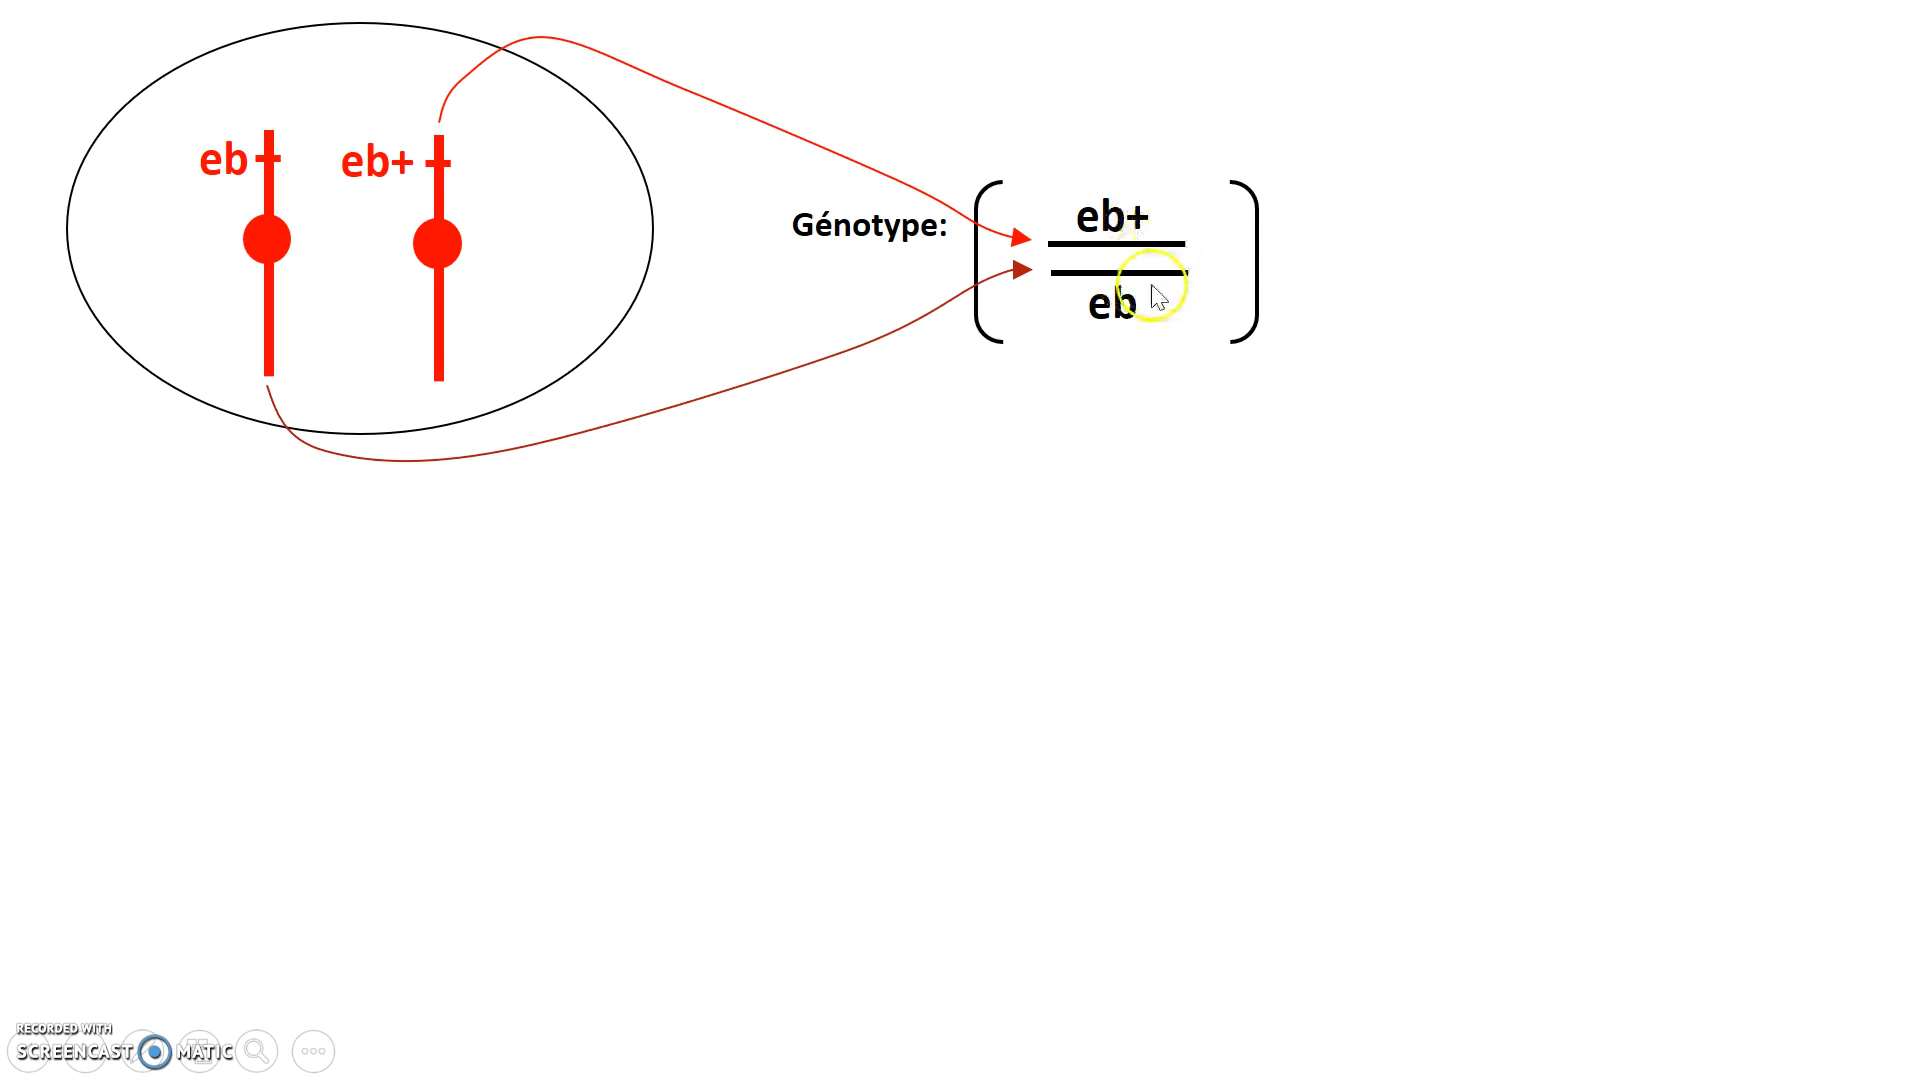 eb
eb+
Génotype:
eb+
eb
RECORDED WITH
SCREENCAST MATIC